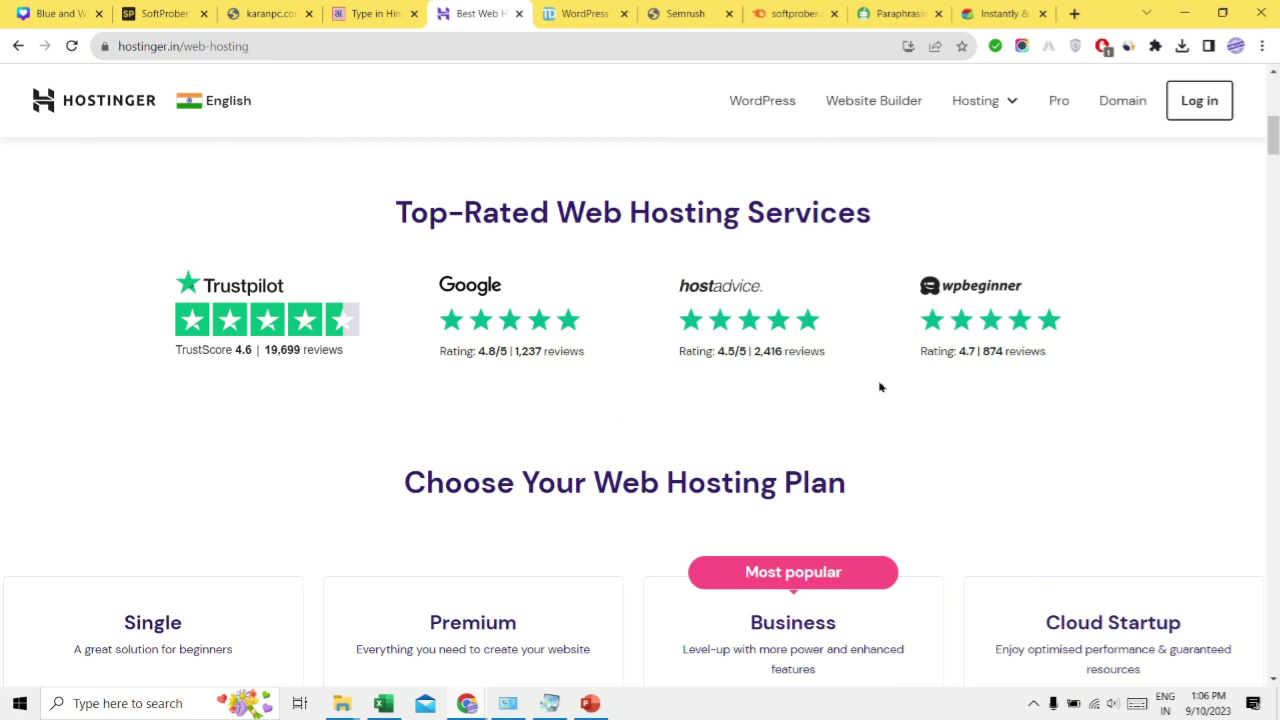 Blue and W
SoftProber
karanpc.co
Type in Hin
Best Web H
WordPress
Semrush
softprober.
Paraphrasin
Instantly &
hostinger.in/web-hosting
1
HOSTINGER
English
WordPress
Website Builder
Hosting
Pro
Domain
Log in
Top-Rated Web Hosting Services
Trustpilot
TrustScore 4.6 | 19,699 reviews
Google
Rating: 4.8/5 | 1,237 reviews
hostadvice.
Rating: 4.5/5 | 2,416 reviews
wpbeginner
Rating: 4.7 | 874 reviews
Choose Your Web Hosting Plan
Single
A great solution for beginners
Premium
Everything you need to create your website
Most popular
Business
Level-up with more power and enhanced
features
Cloud Startup
Enjoy optimised performance & guaranteed
resources
Type here to search
ENG
IN
1:06 PM
9/10/2023